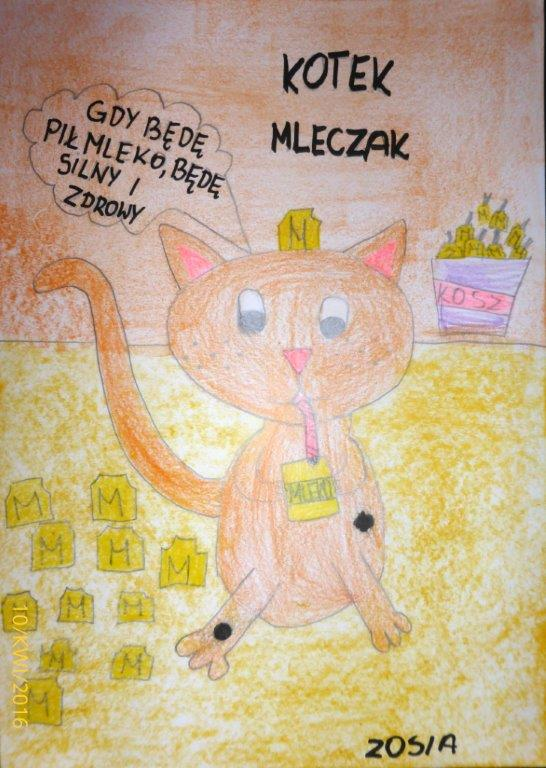 KOTEK
MLECZAK
GDY BĘDĘ
PIŁ MLEKO, BĘDĘ
SILNY I
ZDROWY
M
KOSZ
MLEKO
M M
M M M
M M M
M M
M
10/KWI/2016
ZOSIA